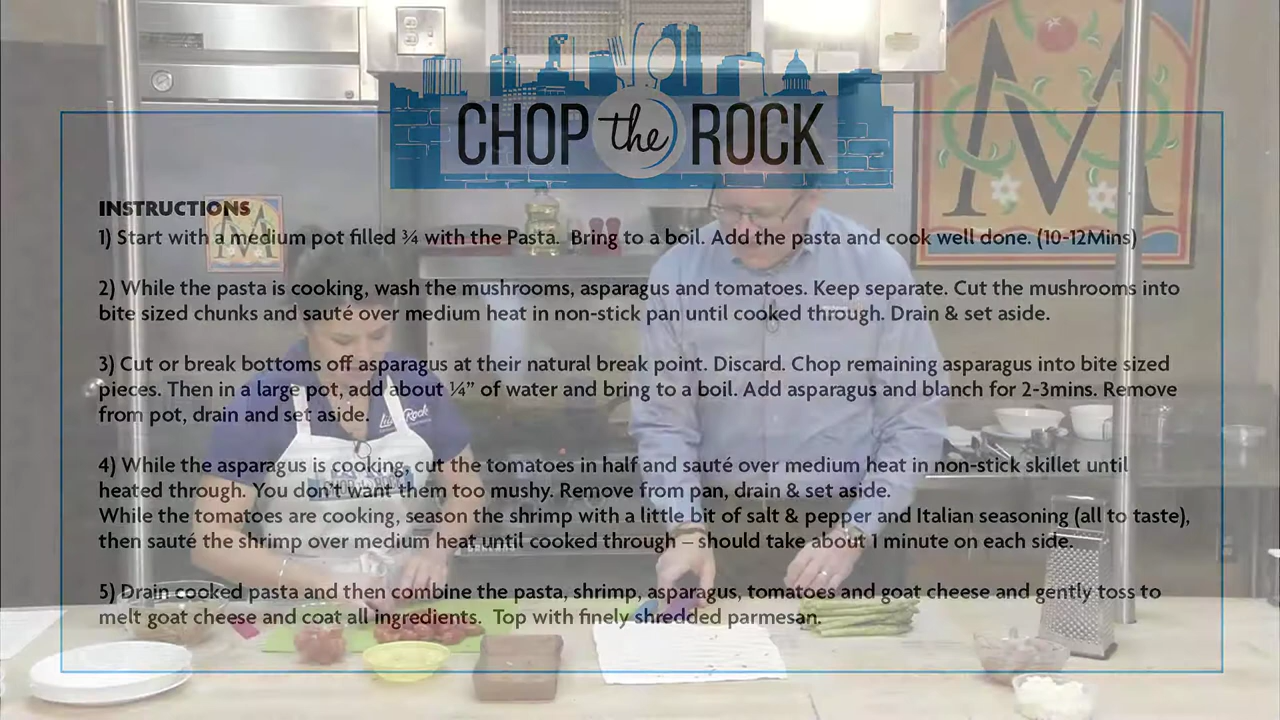 CHOP the ROCK
INSTRUCTIONS
1) Start with a medium pot filled ¾ with the Pasta.  Bring to a boil. Add the pasta and cook well done. (10-12Mins)
2) While the pasta is cooking, wash the mushrooms, asparagus and tomatoes. Keep separate. Cut the mushrooms into
bite sized chunks and sauté over medium heat in non-stick pan until cooked through. Drain & set aside.
3) Cut or break bottoms off asparagus at their natural break point. Discard. Chop remaining asparagus into bite sized
pieces. Then in a large pot, add about ¼” of water and bring to a boil. Add asparagus and blanch for 2-3mins. Remove
from pot, drain and set aside.
4) While the asparagus is cooking, cut the tomatoes in half and sauté over medium heat in non-stick skillet until
heated through. You don’t want them too mushy. Remove from pan, drain & set aside.
While the tomatoes are cooking, season the shrimp with a little bit of salt & pepper and Italian seasoning (all to taste),
then sauté the shrimp over medium heat until cooked through – should take about 1 minute on each side.
5) Drain cooked pasta and then combine the pasta, shrimp, asparagus, tomatoes and goat cheese and gently toss to
melt goat cheese and coat all ingredients.  Top with finely shredded parmesan.
M
M